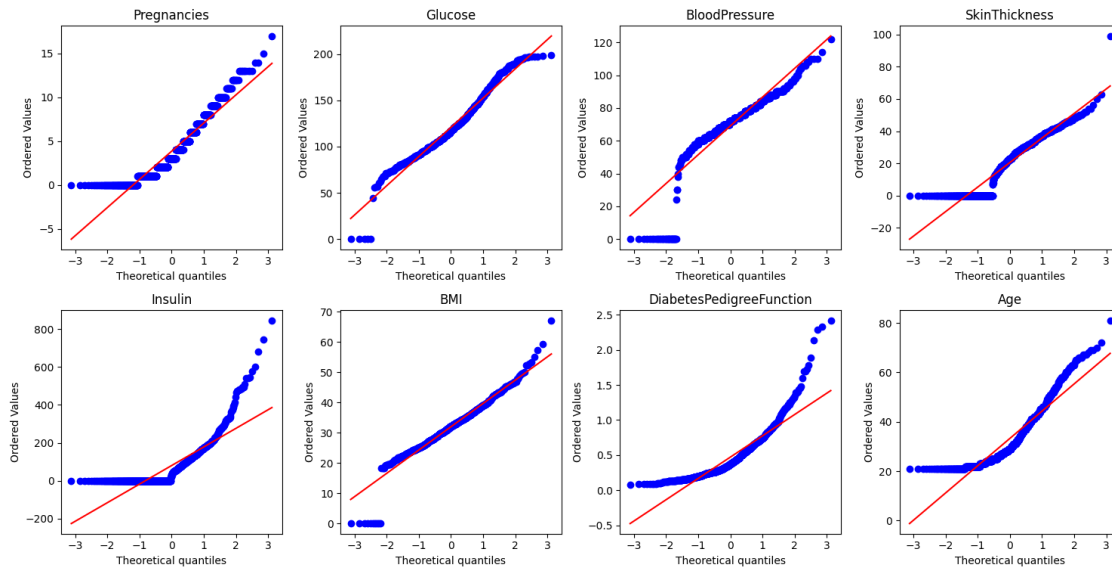 Pregnancies
Ordered Values
15
10
5
0
−5
−3 −2 −1 0 1 2 3
Theoretical quantiles
Glucose
Ordered Values
200
150
100
50
0
−3 −2 −1 0 1 2 3
Theoretical quantiles
BloodPressure
Ordered Values
120
100
80
60
40
20
0
−3 −2 −1 0 1 2 3
Theoretical quantiles
SkinThickness
Ordered Values
100
80
60
40
20
0
−20
−3 −2 −1 0 1 2 3
Theoretical quantiles
Insulin
Ordered Values
800
600
400
200
0
−200
−3 −2 −1 0 1 2 3
Theoretical quantiles
BMI
Ordered Values
70
60
50
40
30
20
10
0
−3 −2 −1 0 1 2 3
Theoretical quantiles
DiabetesPedigreeFunction
Ordered Values
2.5
2.0
1.5
1.0
0.5
0.0
−0.5
−3 −2 −1 0 1 2 3
Theoretical quantiles
Age
Ordered Values
80
60
40
20
0
−3 −2 −1 0 1 2 3
Theoretical quantiles